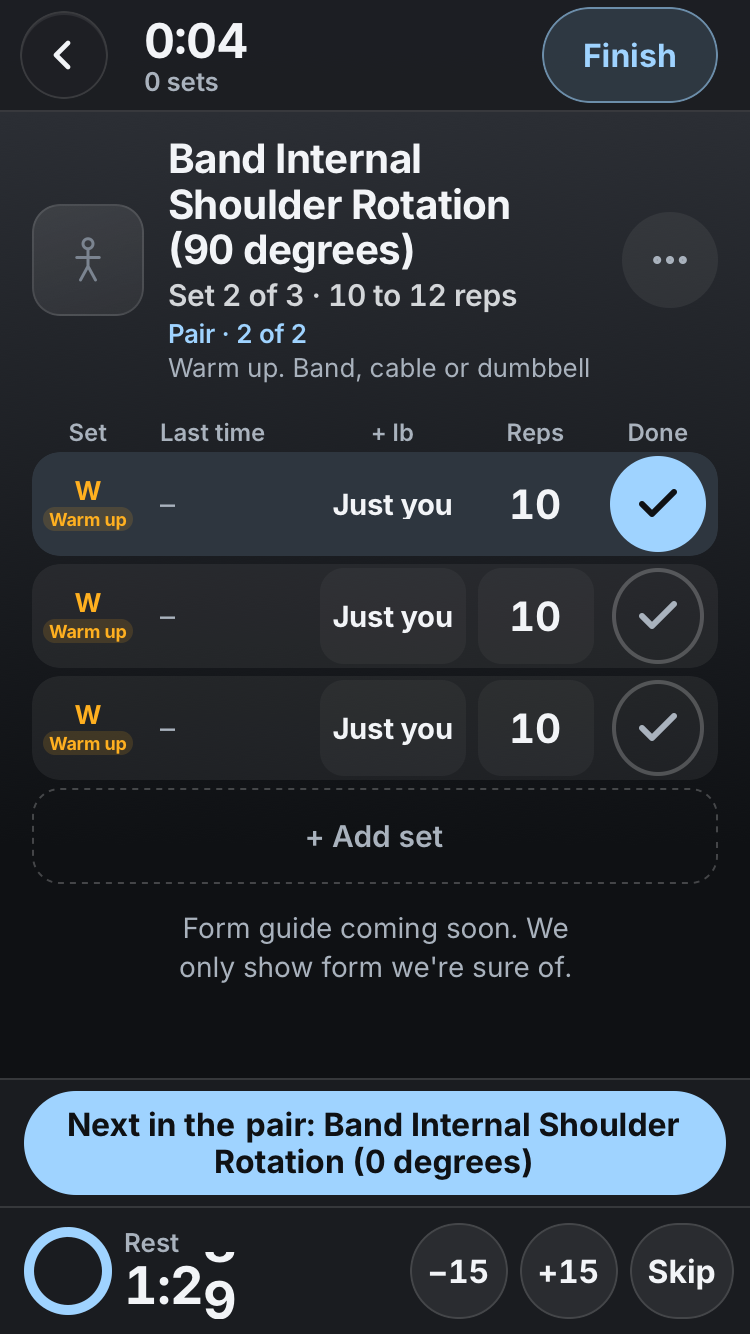 0:04
0 sets
Finish
Band Internal
Shoulder Rotation
(90 degrees)
Set 2 of 3 · 10 to 12 reps
Pair · 2 of 2
Warm up. Band, cable or dumbbell
Set Last time + lb Reps Done
W
Warm up
– Just you 10
W
Warm up
– Just you 10
W
Warm up
– Just you 10
+ Add set
Form guide coming soon. We
only show form we're sure of.
Next in the pair: Band Internal Shoulder
Rotation (0 degrees)
Rest
1:29
−15 +15 Skip